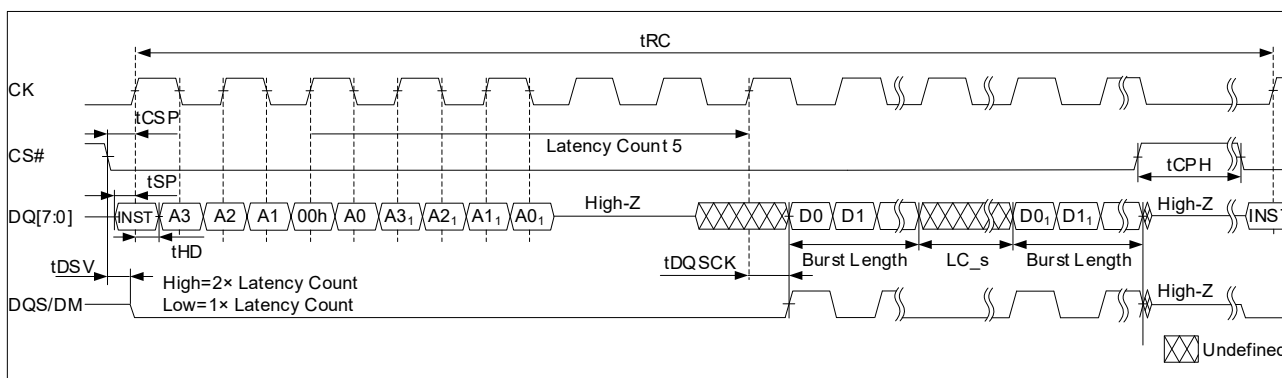 tRC
CK
tCSP
Latency Count 5
CS#
tCPH
tSP
DQ[7:0]
INST A3 A2 A1 00h A0 A3₁ A2₁ A1₁ A0₁ High-Z D0 D1 D0₁ D1₁ High-Z INST
tHD
Burst Length LC_s Burst Length
tDSV
tDQSCK
High=2× Latency Count
Low=1× Latency Count
DQS/DM
High-Z
Undefined